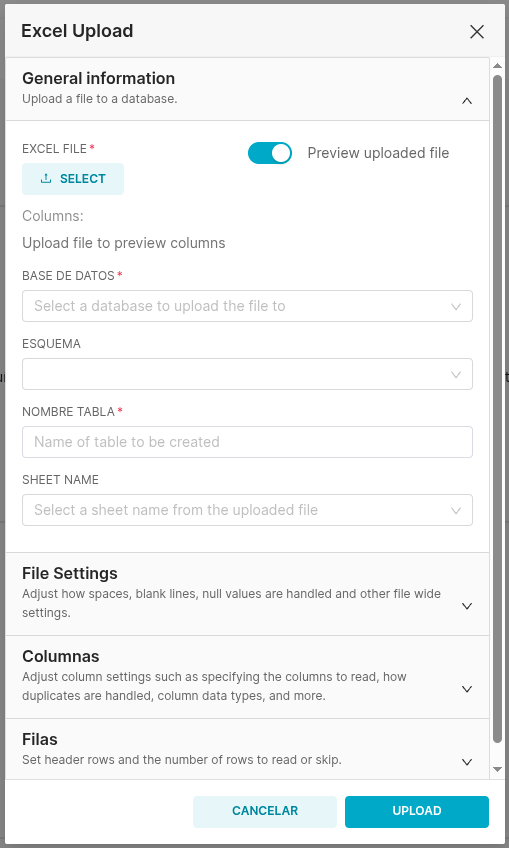 Excel Upload
General information
Upload a file to a database.
EXCEL FILE *
Preview uploaded file
SELECT
Columns:
Upload file to preview columns
BASE DE DATOS *
Select a database to upload the file to
ESQUEMA
NOMBRE TABLA *
Name of table to be created
SHEET NAME
Select a sheet name from the uploaded file
File Settings
Adjust how spaces, blank lines, null values are handled and other file wide
settings.
Columnas
Adjust column settings such as specifying the columns to read, how
duplicates are handled, column data types, and more.
Filas
Set header rows and the number of rows to read or skip.
CANCELAR
UPLOAD